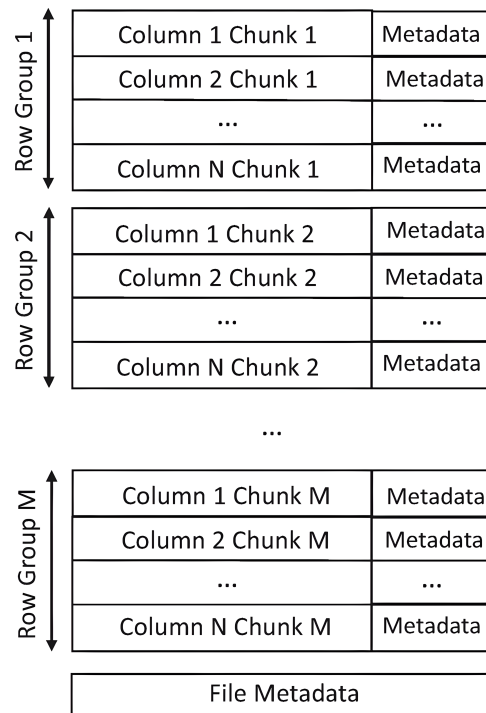 Row Group 1
Column 1 Chunk 1 Metadata
Column 2 Chunk 1 Metadata
... ...
Column N Chunk 1 Metadata
Row Group 2
Column 1 Chunk 2 Metadata
Column 2 Chunk 2 Metadata
... ...
Column N Chunk 2 Metadata
...
Row Group M
Column 1 Chunk M Metadata
Column 2 Chunk M Metadata
... ...
Column N Chunk M Metadata
File Metadata